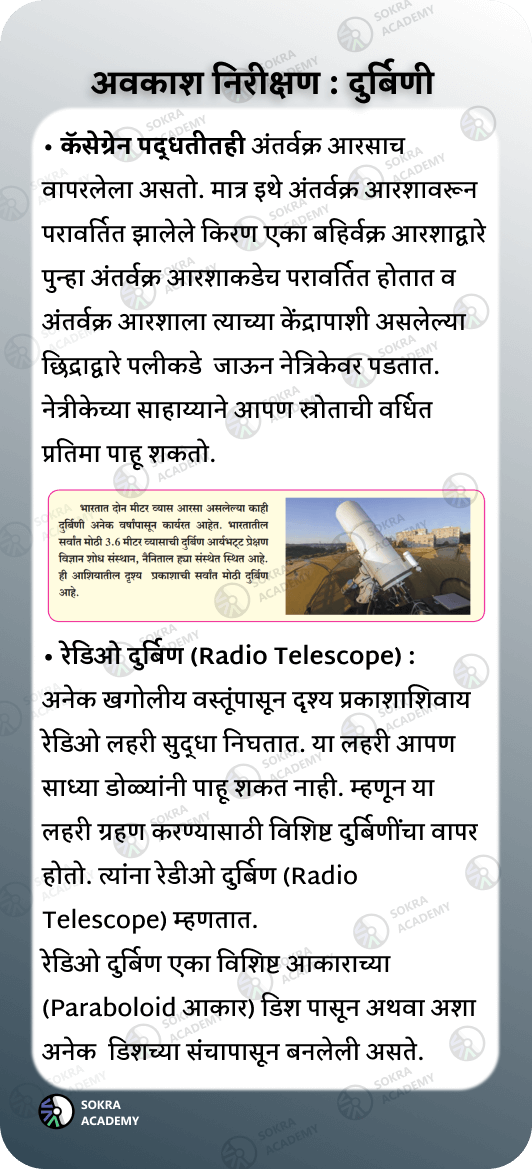 अवकाश निरीक्षण : दुर्बिणी
• कॅसेग्रेन पद्धतीतही अंतर्वक्र आरसाच
वापरलेला असतो. मात्र इथे अंतर्वक्र आरशावरून
परावर्तित झालेले किरण एका बहिर्वक्र आरशाद्वारे
पुन्हा अंतर्वक्र आरशाकडेच परावर्तित होतात व
अंतर्वक्र आरशाला त्याच्या केंद्रापाशी असलेल्या
छिद्राद्वारे पलीकडे जाऊन नेत्रिकेवर पडतात.
नेत्रीकेच्या साहाय्याने आपण स्रोताची वर्धित
प्रतिमा पाहू शकतो.
भारतात दोन मीटर व्यास आरसा असलेल्या काही
दुर्बिणी अनेक वर्षांपासून कार्यरत आहेत. भारतातील
सर्वांत मोठी 3.6 मीटर व्यासाची दुर्बिण आर्यभट्ट प्रेक्षण
विज्ञान शोध संस्थान, नैनिताल ह्या संस्थेत स्थित आहे.
ही आशियातील दृश्य प्रकाशाची सर्वांत मोठी दुर्बिण
आहे.
• रेडिओ दुर्बिण (Radio Telescope) :
अनेक खगोलीय वस्तूंपासून दृश्य प्रकाशाशिवाय
रेडिओ लहरी सुद्धा निघतात. या लहरी आपण
साध्या डोळ्यांनी पाहू शकत नाही. म्हणून या
लहरी ग्रहण करण्यासाठी विशिष्ट दुर्बिणींचा वापर
होतो. त्यांना रेडीओ दुर्बिण (Radio
Telescope) म्हणतात.
रेडिओ दुर्बिण एका विशिष्ट आकाराच्या
(Paraboloid आकार) डिश पासून अथवा अशा
अनेक डिशच्या संचापासून बनलेली असते.
SOKRA
ACADEMY